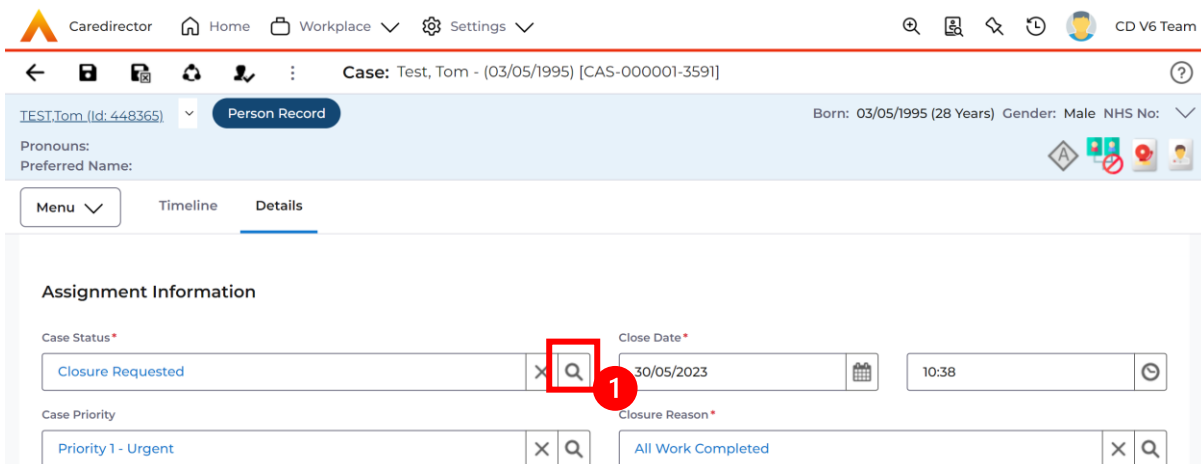 Caredirector Home Workplace Settings CD V6 Team
Case: Test, Tom - (03/05/1995) [CAS-000001-3591]
TEST,Tom (Id: 448365) Person Record Born: 03/05/1995 (28 Years) Gender: Male NHS No:
Pronouns:
Preferred Name:
A
Menu Timeline Details
Assignment Information
Case Status* Close Date*
Closure Requested 30/05/2023 10:38
1
Case Priority Closure Reason*
Priority 1 - Urgent All Work Completed